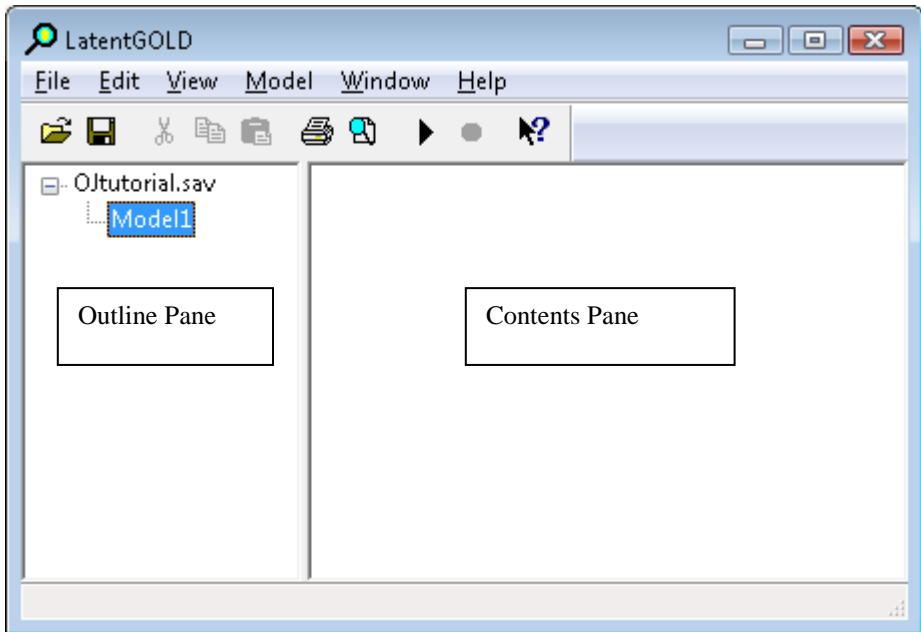 LatentGOLD
File Edit View Model Window Help
OJtutorial.sav
Model1
Outline Pane
Contents Pane